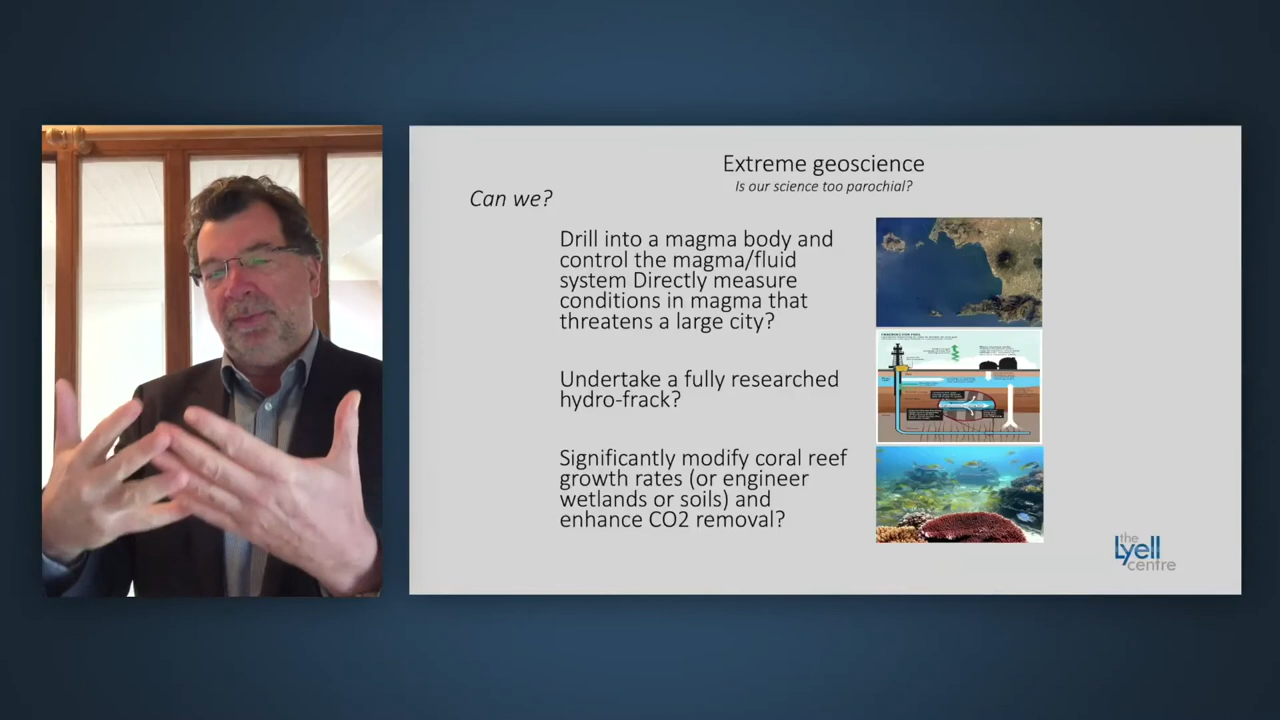 Extreme geoscience
Is our science too parochial?
Can we?
Drill into a magma body and
control the magma/fluid
system Directly measure
conditions in magma that
threatens a large city?
Undertake a fully researched
hydro-frack?
Significantly modify coral reef
growth rates (or engineer
wetlands or soils) and
enhance CO2 removal?
the
Lyell
centre